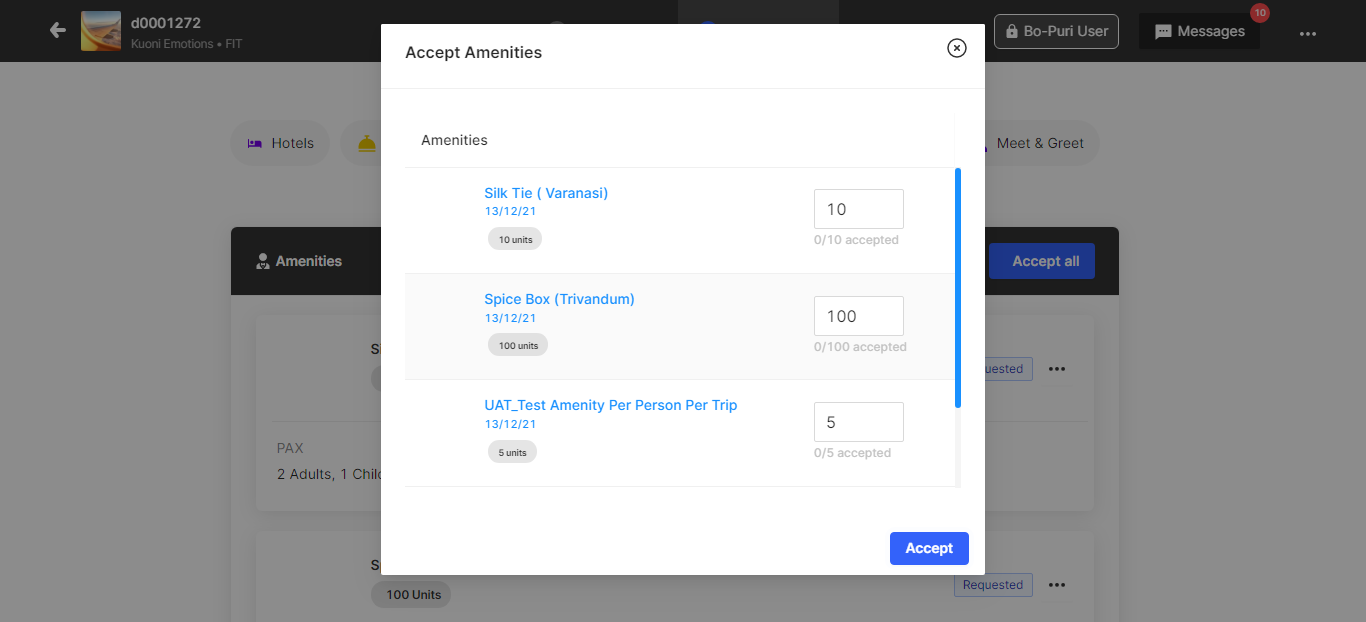 d0001272
Kuoni Emotions • FIT
Bo-Puri User
Messages
10
Accept Amenities
Hotels
Meet & Greet
Amenities
Amenities
Accept all
Silk Tie ( Varanasi)
13/12/21
10 units
10
0/10 accepted
Spice Box (Trivandum)
13/12/21
100 units
100
0/100 accepted
UAT_Test Amenity Per Person Per Trip
13/12/21
5 units
5
0/5 accepted
PAX
2 Adults, 1
Accept
100 Units
Requested